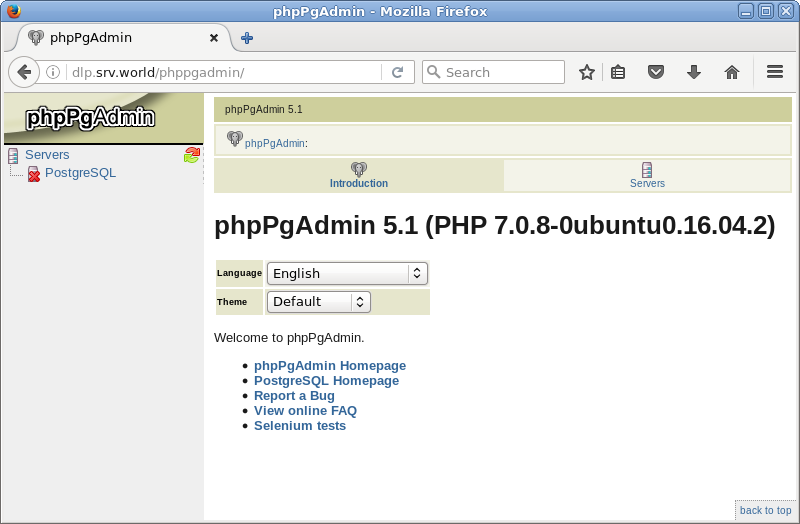 phpPgAdmin - Mozilla Firefox
phpPgAdmin
dlp.srv.world/phppgadmin/
Search
phpPgAdmin
Servers
PostgreSQL
phpPgAdmin 5.1
phpPgAdmin:
Introduction
Servers
phpPgAdmin 5.1 (PHP 7.0.8-0ubuntu0.16.04.2)
Language English
Theme Default
Welcome to phpPgAdmin.
phpPgAdmin Homepage
PostgreSQL Homepage
Report a Bug
View online FAQ
Selenium tests
back to top